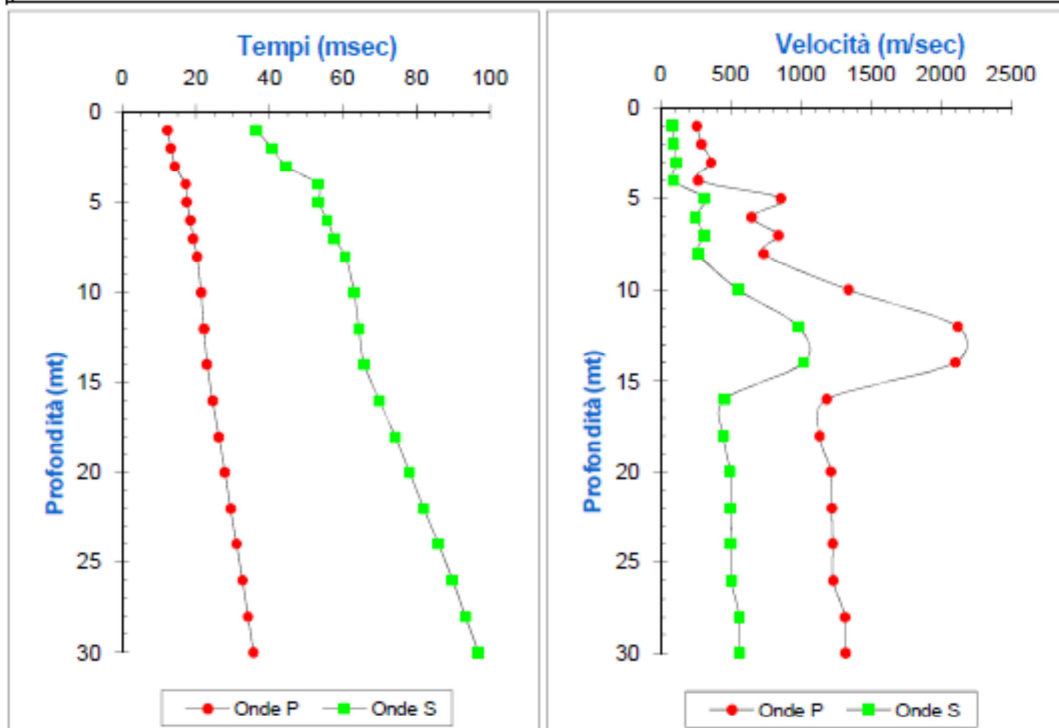 Tempi (msec)
0 20 40 60 80 100
0
5
10
15
20
25
30
Profondità (mt)
Onde P Onde S
Velocità (m/sec)
0 500 1000 1500 2000 2500
0
5
10
15
20
25
30
Profondità (mt)
Onde P Onde S